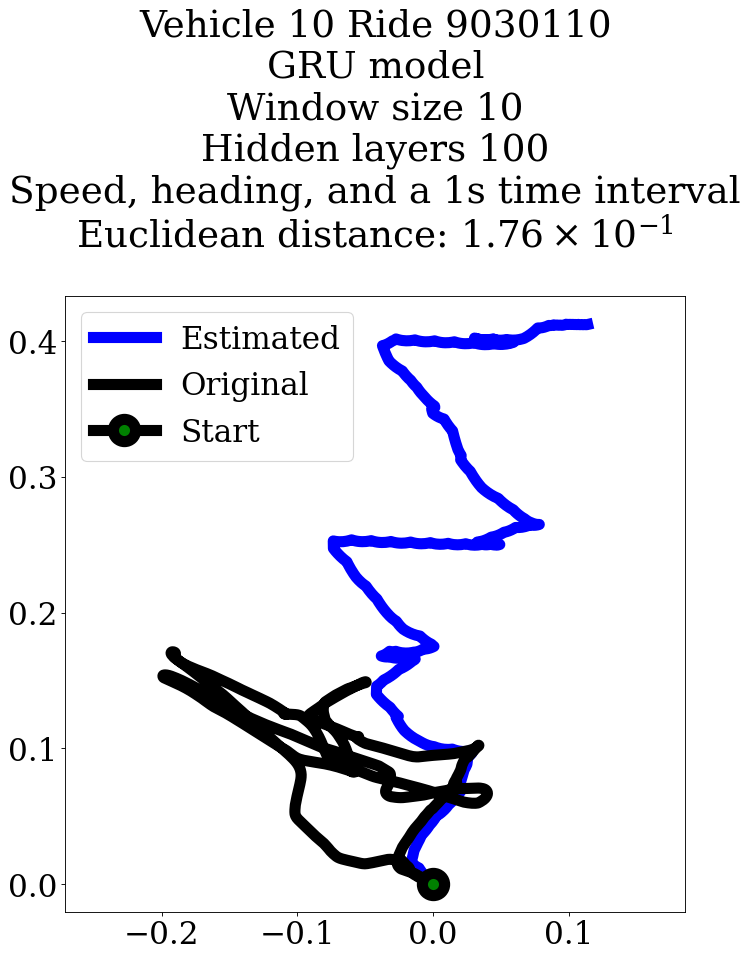 Vehicle 10 Ride 9030110
GRU model
Window size 10
Hidden layers 100
Speed, heading, and a 1s time interval
Euclidean distance: 1.76 × 10⁻¹
Estimated
Original
Start
0.4
0.3
0.2
0.1
0.0
−0.2
−0.1
0.0
0.1